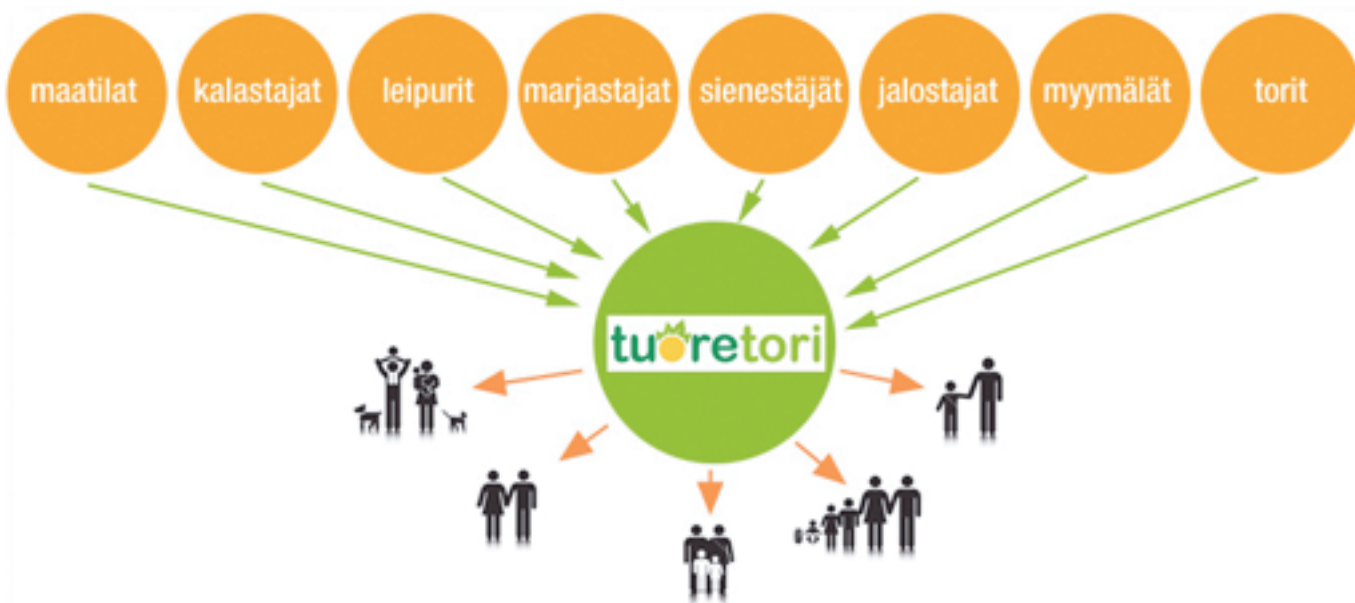 maatilat
kalastajat
leipurit
marjastajat
sienestäjät
jalostajat
myymälät
torit
tuoretori